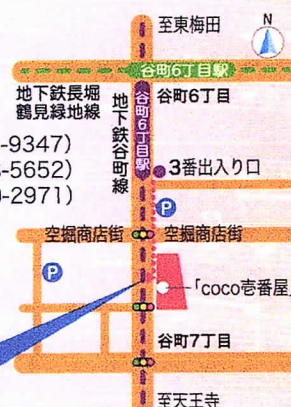 至東梅田
N
谷町6丁目駅
地下鉄長堀
鶴見緑地線
谷町6丁目
谷町6丁目駅
地下鉄谷町線
-9347)
-5652)
-2971)
3番出入り口
P
空堀商店街
空堀商店街
P
「coco壱番屋」
谷町7丁目
至天王寺